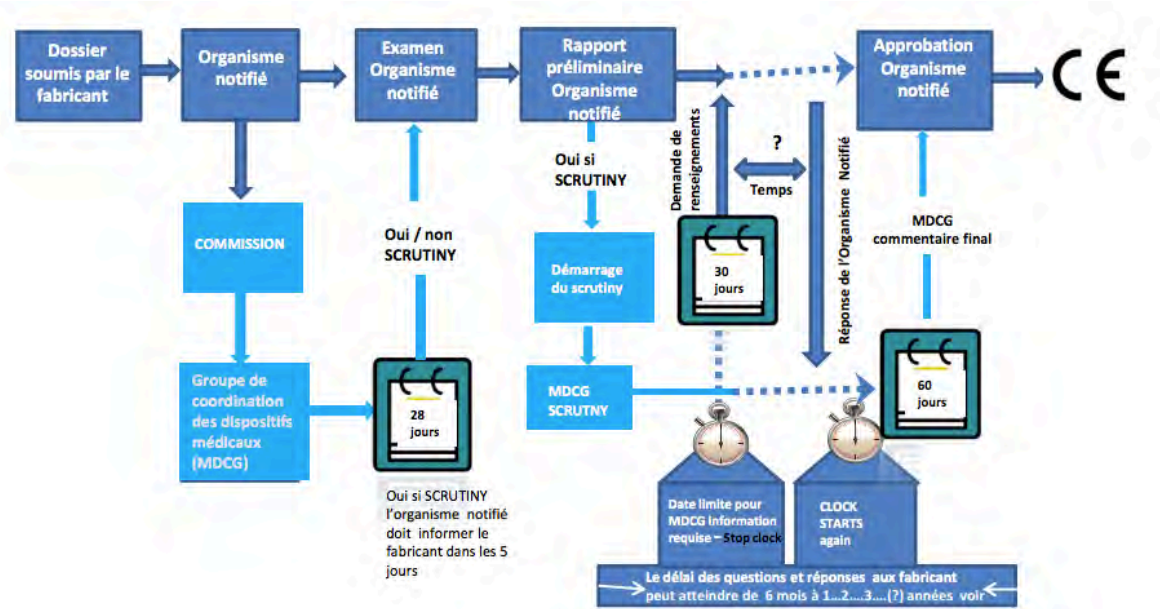 Dossier
soumis par le
fabricant
Organisme
notifié
Examen
Organisme
notifié
Rapport
préliminaire
Organisme
notifié
Approbation
Organisme
notifié
CE
Oui si
SCRUTINY
Demande de
renseignements
?
Temps
Réponse de l'Organisme Notifié
MDCG
commentaire final
COMMISSION
Oui / non
SCRUTINY
Démarrage
du scrutiny
30
jours
Groupe de
coordination
des dispositifs
médicaux
(MDCG)
28
jours
MDCG
SCRUTNY
60
jours
Oui si SCRUTINY
l'organisme notifié
doit informer le
fabricant dans les 5
jours
Date limite pour
MDCG Information
requise – Stop clock
CLOCK
STARTS
again
Le délai des questions et réponses aux fabricant
peut atteindre de 6 mois à 1...2....3....(?) années voir